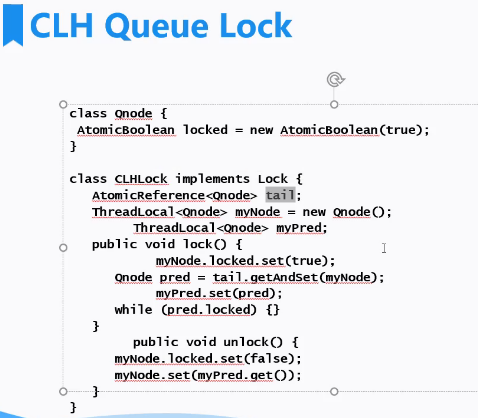 CLH Queue Lock
class Qnode {
AtomicBoolean locked = new AtomicBoolean(true);
}
class CLHLock implements Lock {
AtomicReference<Qnode> tail;
ThreadLocal<Qnode> myNode = new Qnode();
ThreadLocal<Qnode> myPred;
public void lock() {
myNode.locked.set(true);
Qnode pred = tail.getAndSet(myNode);
myPred.set(pred);
while (pred.locked) {}
}
public void unlock() {
myNode.locked.set(false);
myNode.set(myPred.get());
}
}